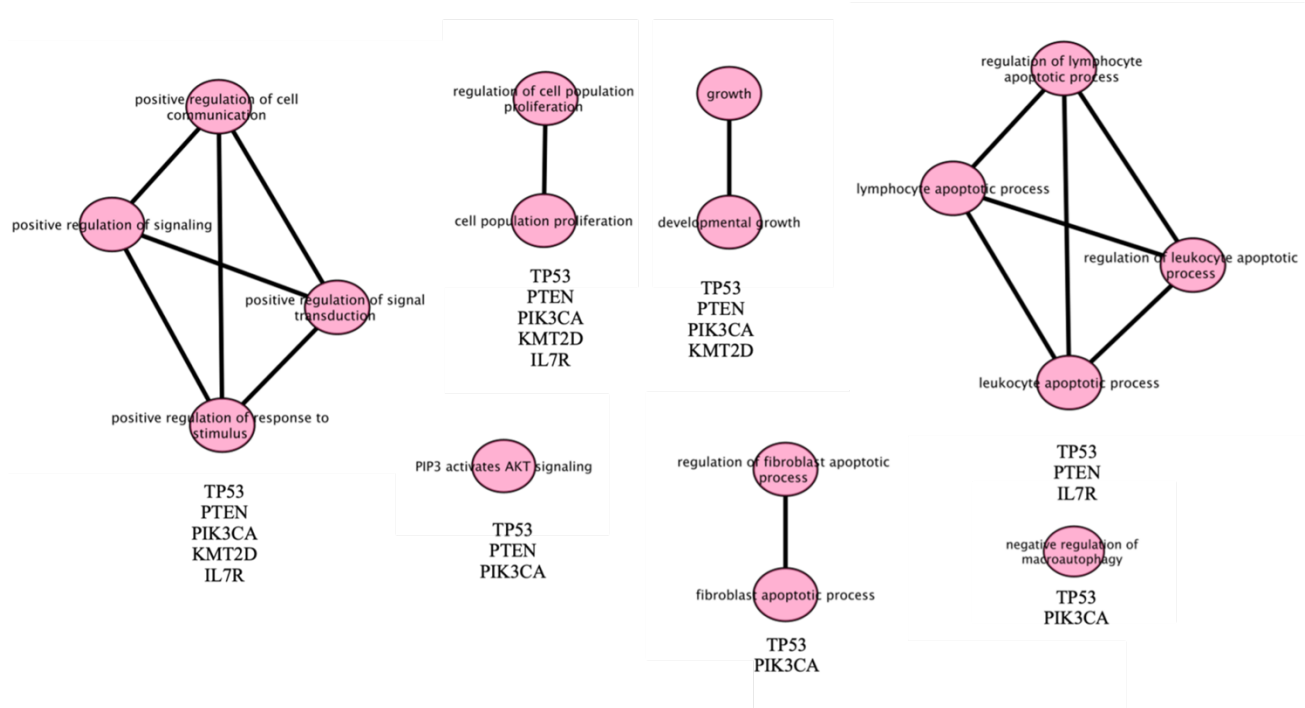 positive regulation of cell
communication
positive regulation of signaling
positive regulation of signal
transduction
positive regulation of response to
stimulus
TP53
PTEN
PIK3CA
KMT2D
IL7R
regulation of cell population
proliferation
cell population proliferation
TP53
PTEN
PIK3CA
KMT2D
IL7R
growth
developmental growth
TP53
PTEN
PIK3CA
KMT2D
regulation of lymphocyte
apoptotic process
lymphocyte apoptotic process
regulation of leukocyte apoptotic
process
leukocyte apoptotic process
TP53
PTEN
IL7R
PIP3 activates AKT signaling
TP53
PTEN
PIK3CA
regulation of fibroblast apoptotic
process
fibroblast apoptotic process
TP53
PIK3CA
negative regulation of
macroautophagy
TP53
PIK3CA